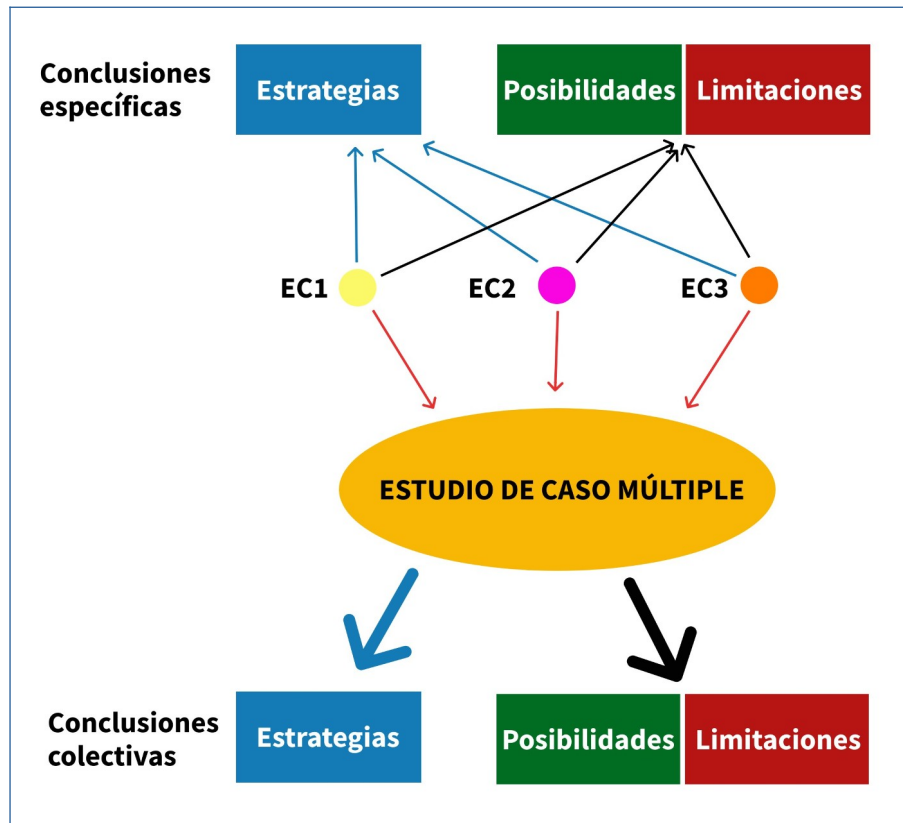 Conclusiones
específicas
Estrategias
Posibilidades
Limitaciones
EC1
EC2
EC3
ESTUDIO DE CASO MÚLTIPLE
Conclusiones
colectivas
Estrategias
Posibilidades
Limitaciones